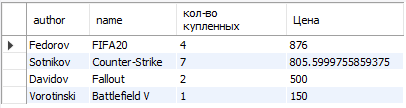 author name кол-во купленных Цена
Fedorov FIFA20 4 876
Sotnikov Counter-Strike 7 805.5999755859375
Davidov Fallout 2 500
Vorotinski Battlefield V 1 150